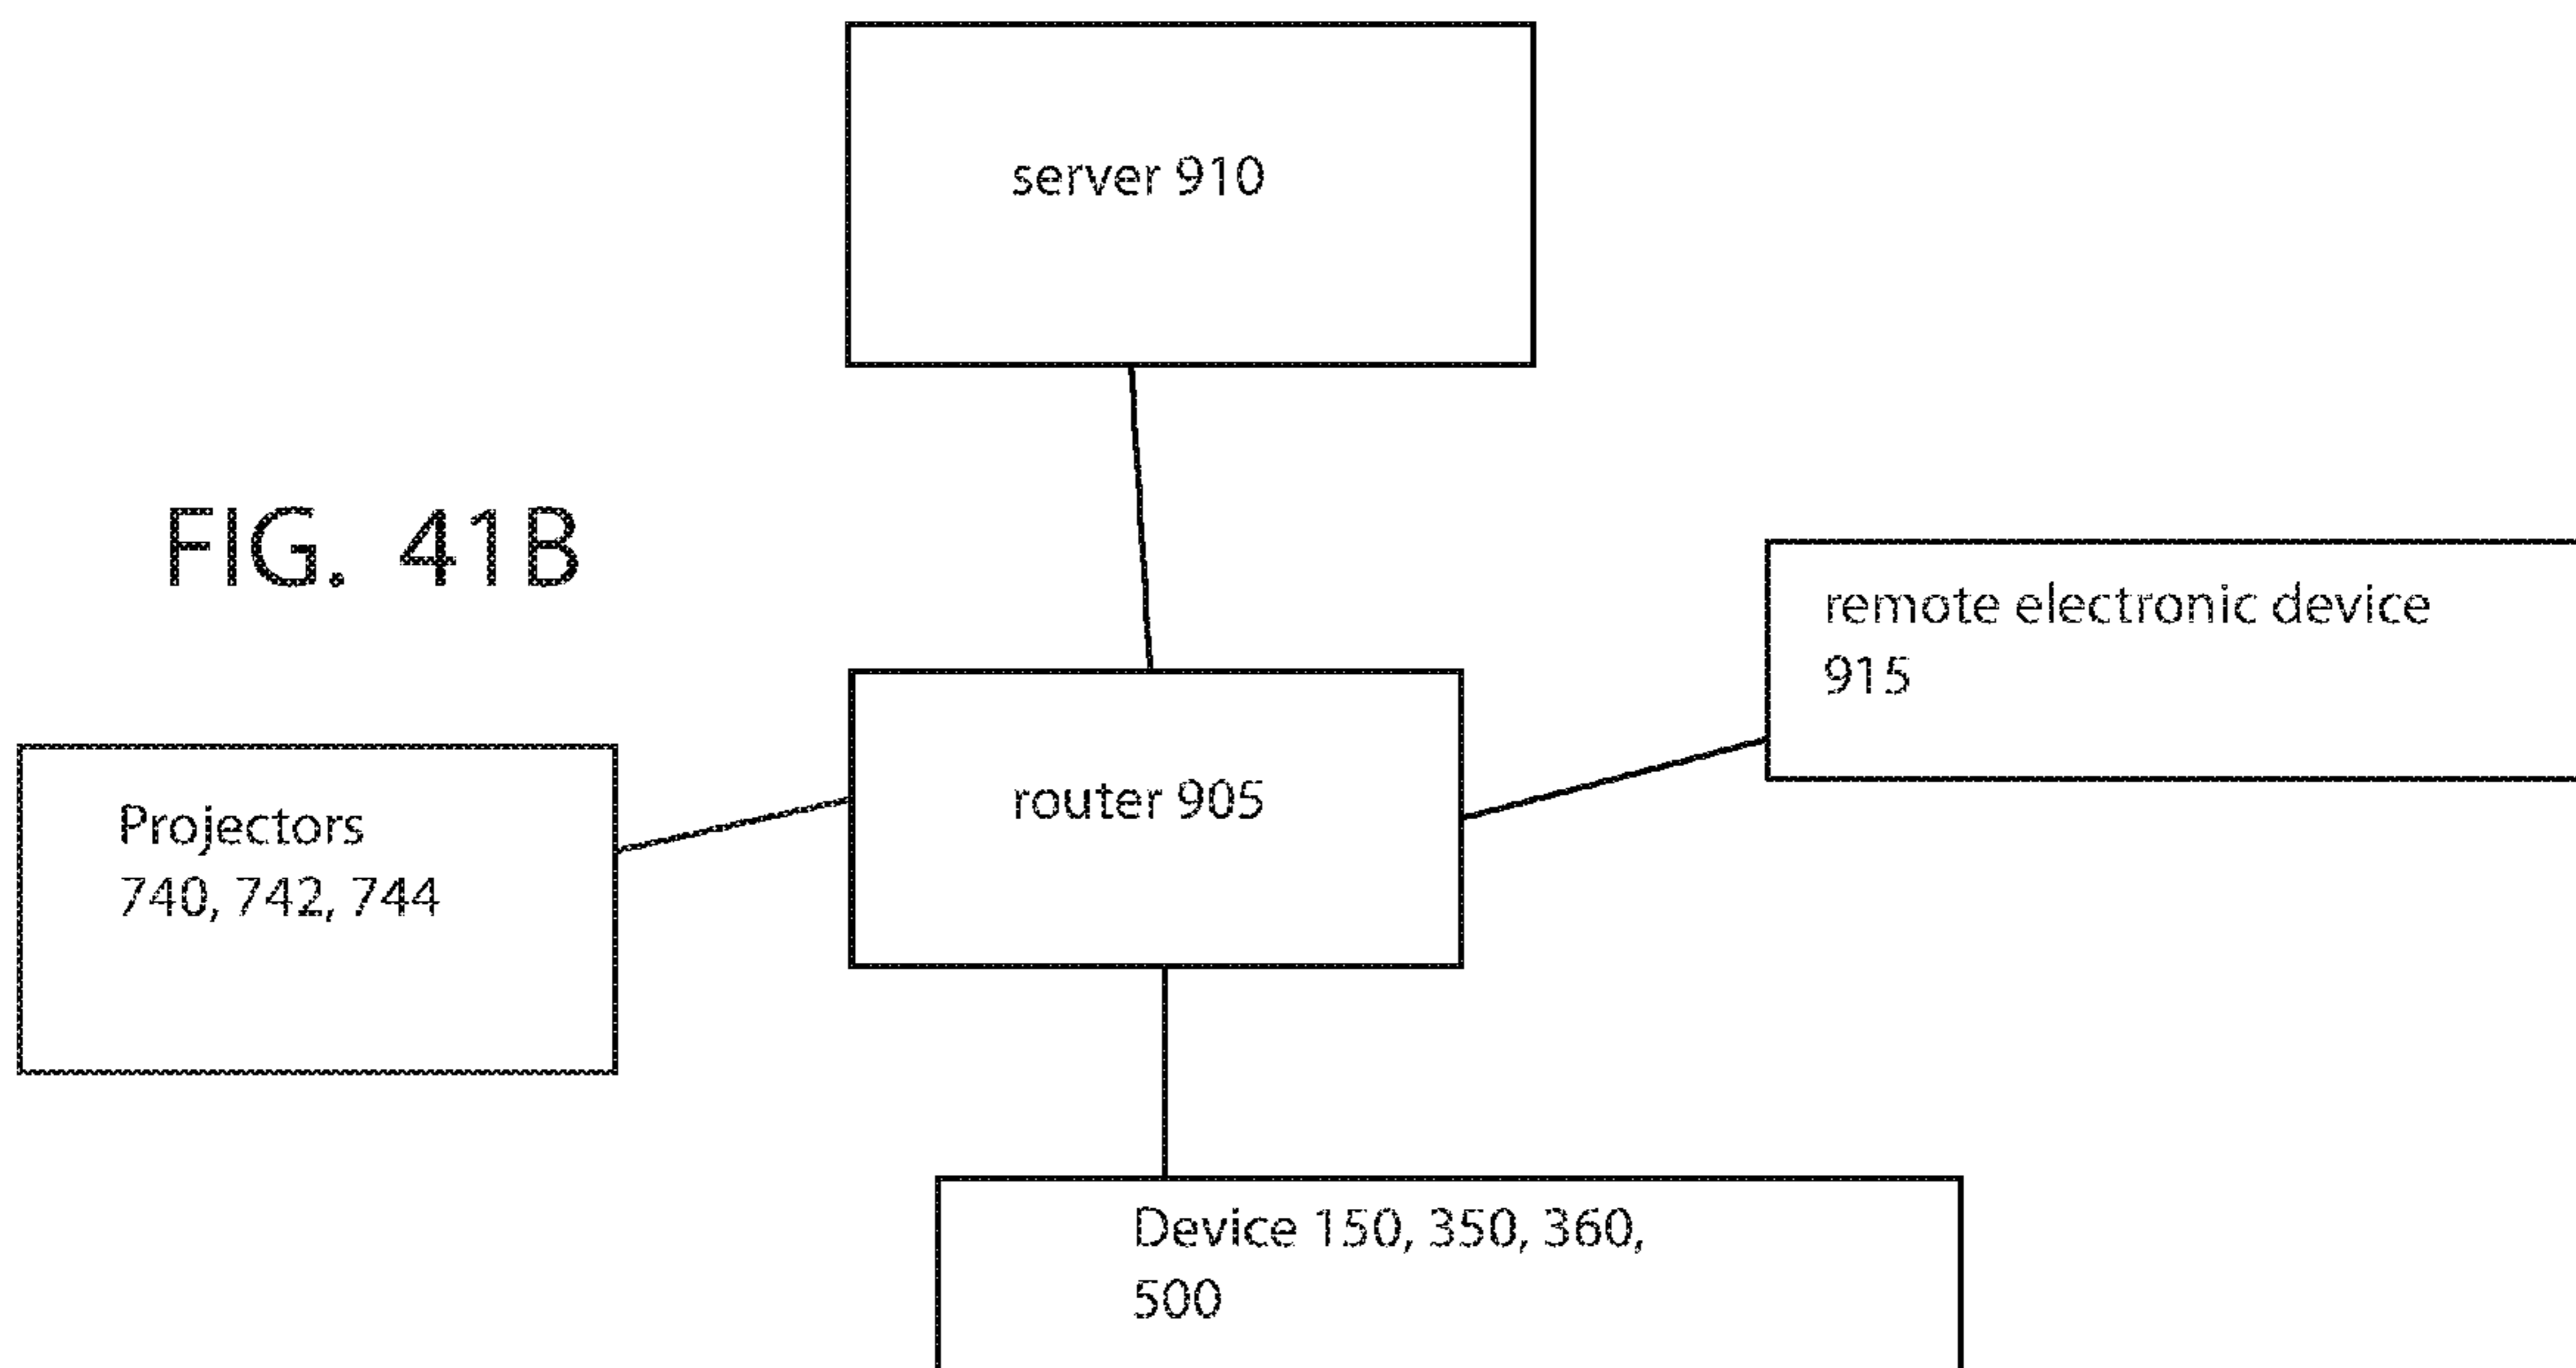 server 910
FIG. 41B
remote electronic device
915
router 905
Projectors
740, 742, 744
Device 150, 350, 360,
500